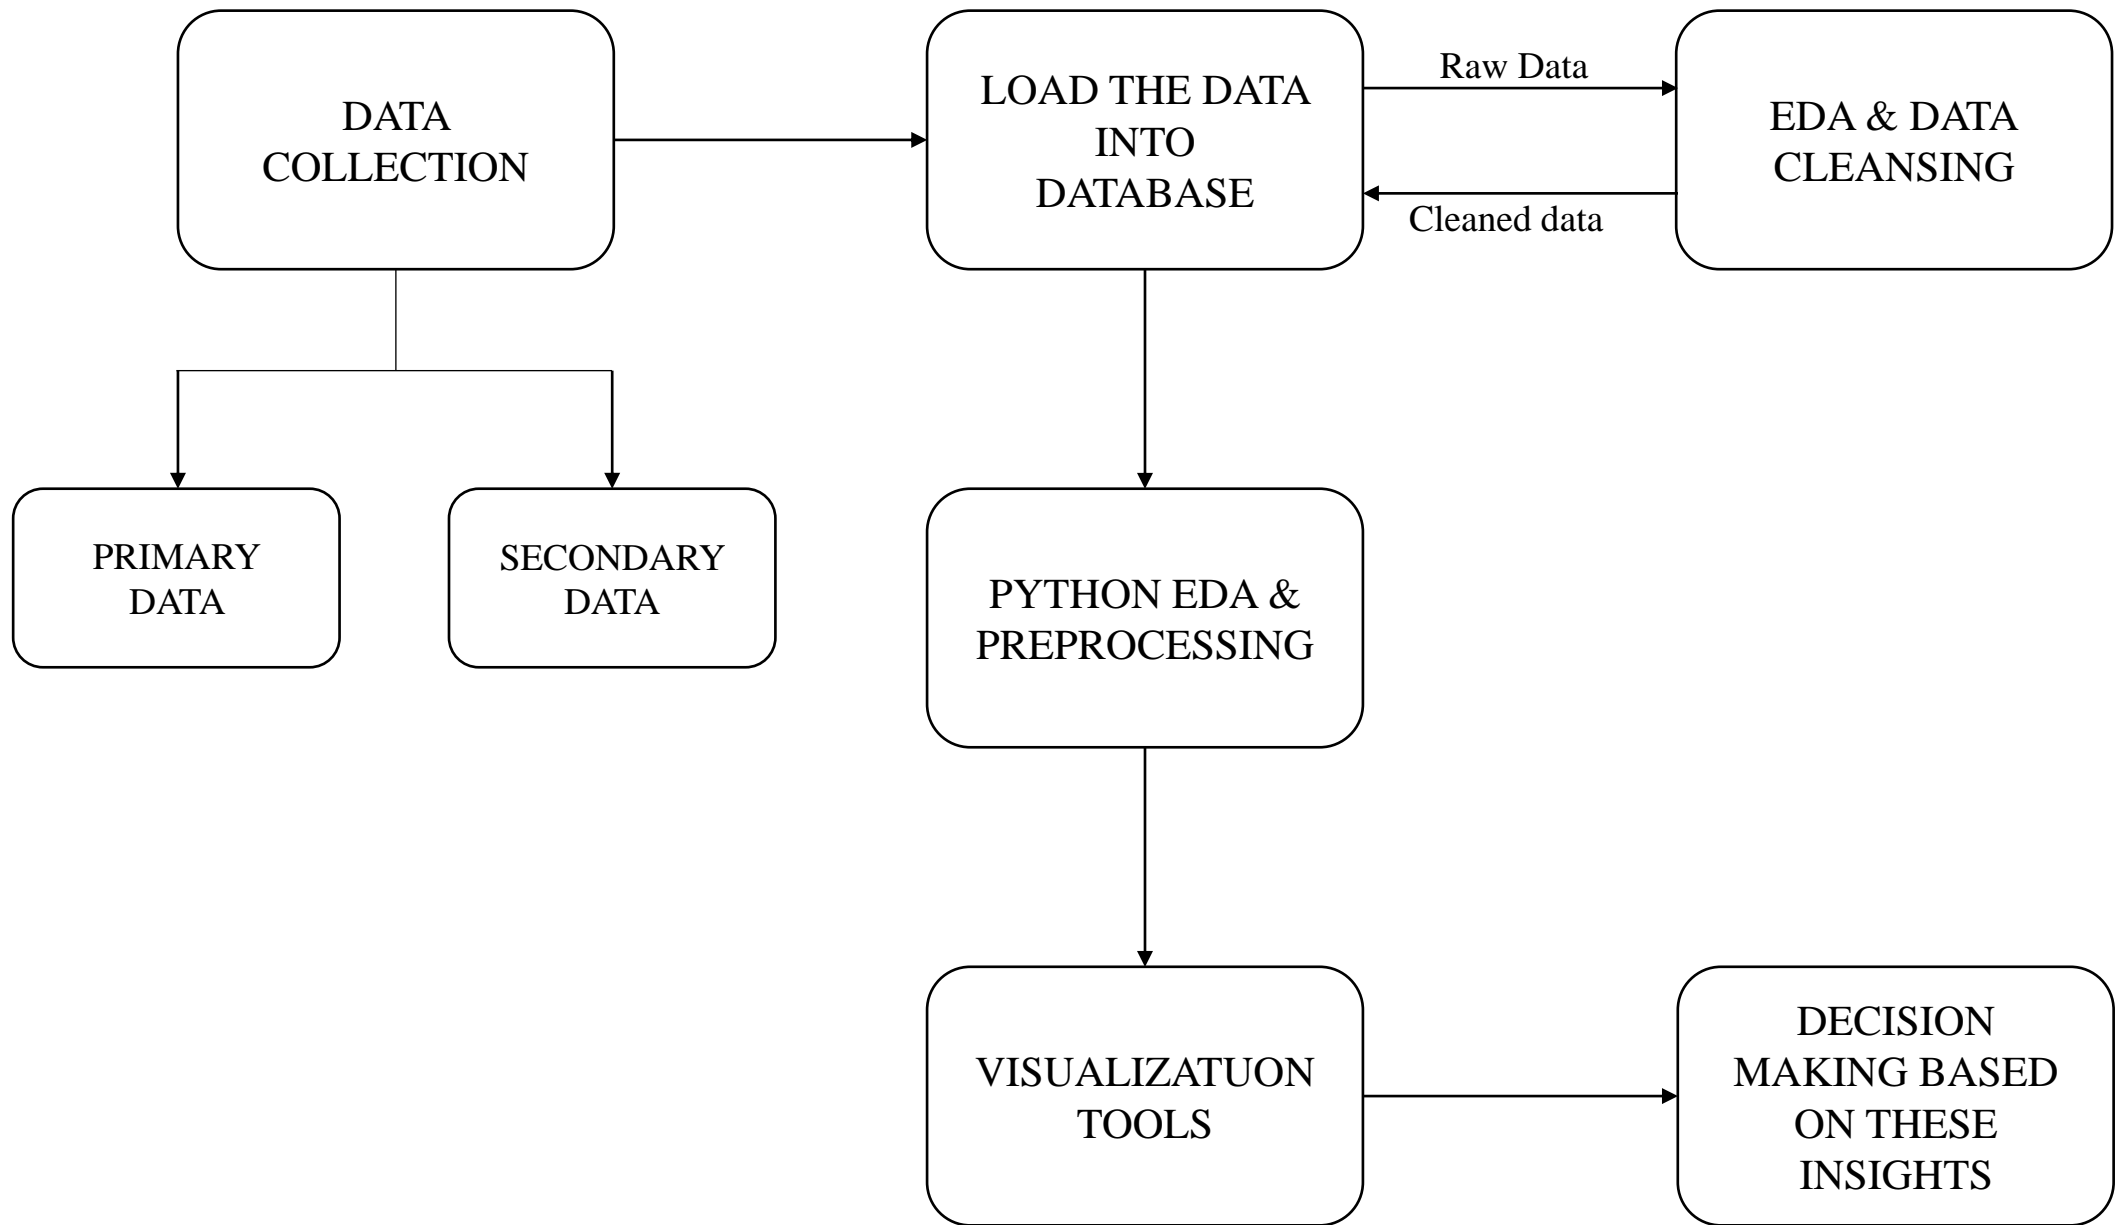 DATA
COLLECTION
LOAD THE DATA
INTO
DATABASE
Raw Data
Cleaned data
EDA & DATA
CLEANSING
PRIMARY
DATA
SECONDARY
DATA
PYTHON EDA &
PREPROCESSING
VISUALIZATUON
TOOLS
DECISION
MAKING BASED
ON THESE
INSIGHTS